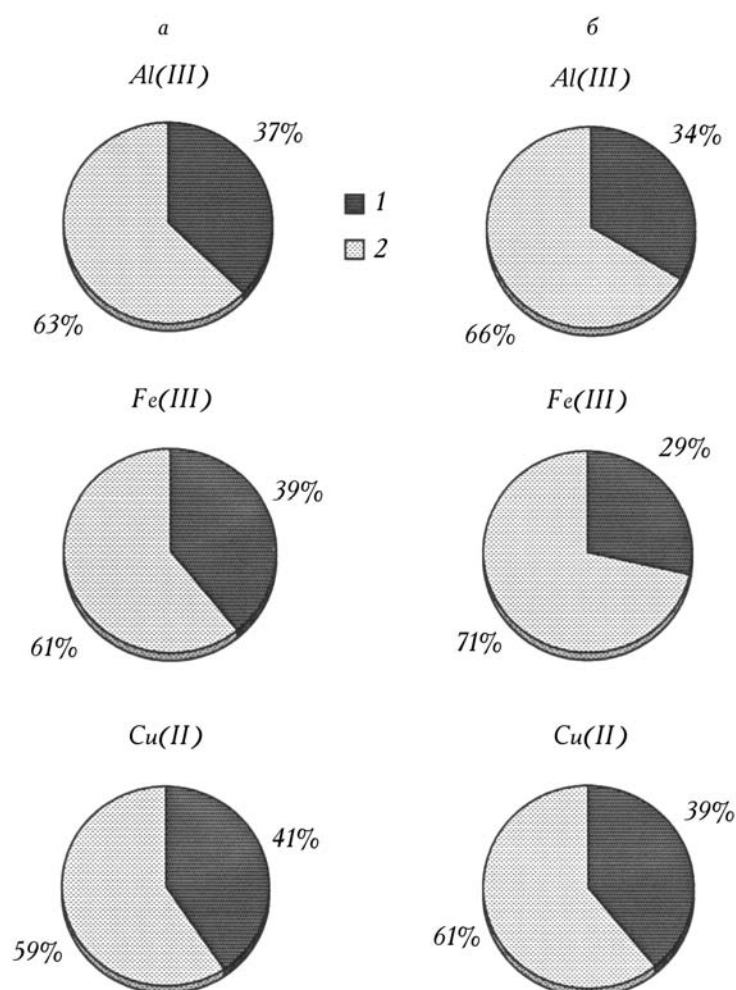 а б
Al(III) Al(III)
37% 34%
1
2
63% 66%
Fe(III) Fe(III)
39% 29%
61% 71%
Cu(II) Cu(II)
41% 39%
59% 61%